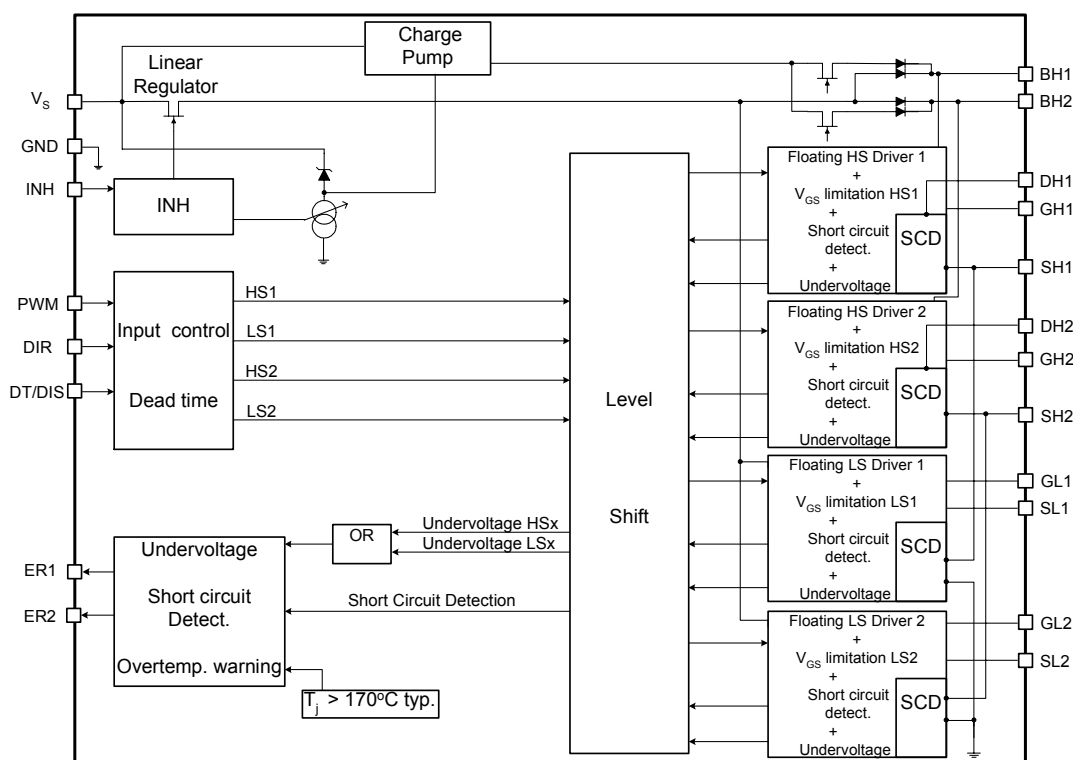 Charge
Pump
Linear
Regulator
V_S
GND
INH
INH
PWM
DIR
DT/DIS
Input control
Dead time
HS1
LS1
HS2
LS2
ER1
ER2
Undervoltage
Short circuit
Detect.
Overtemp. warning
OR
Undervoltage HSx
Undervoltage LSx
Short Circuit Detection
T_j > 170°C typ.
Level
Shift
Floating HS Driver 1
+
V_GS limitation HS1
+
Short circuit
detect.
+
Undervoltage
SCD
Floating HS Driver 2
+
V_GS limitation HS2
+
Short circuit
detect.
+
Undervoltage
SCD
Floating LS Driver 1
+
V_GS limitation LS1
+
Short circuit
detect.
+
Undervoltage
SCD
Floating LS Driver 2
+
V_GS limitation LS2
+
Short circuit
detect.
+
Undervoltage
SCD
BH1
BH2
DH1
GH1
SH1
DH2
GH2
SH2
GL1
SL1
GL2
SL2